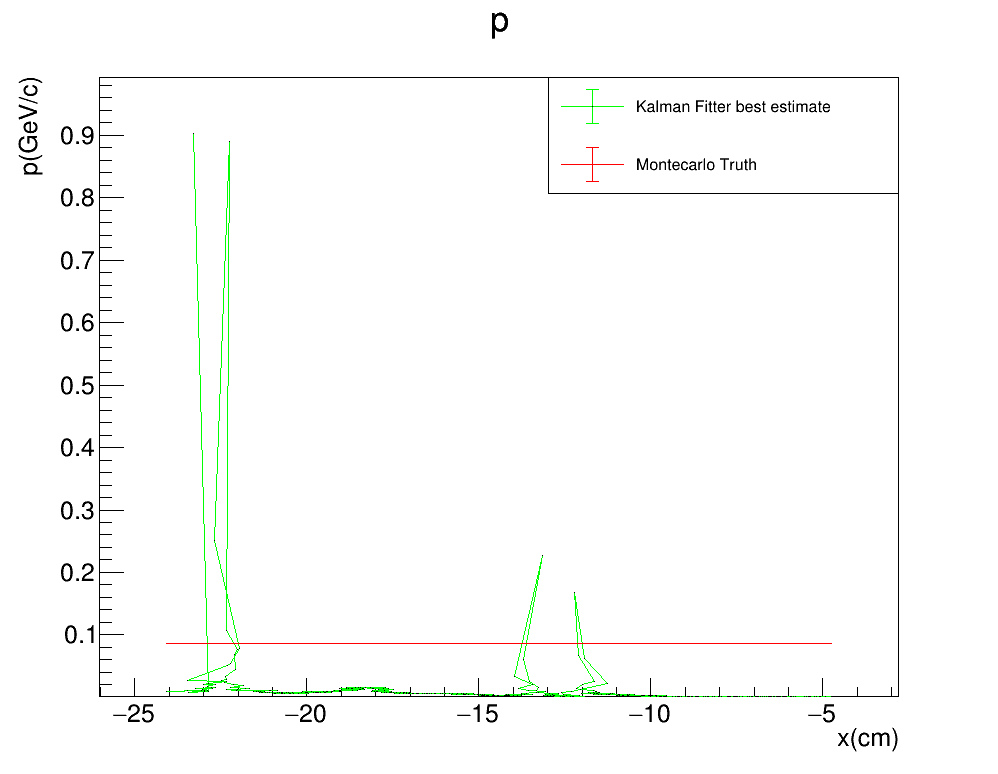 p
p(GeV/c)
Kalman Fitter best estimate
Montecarlo Truth
0.9
0.8
0.7
0.6
0.5
0.4
0.3
0.2
0.1
−25 −20 −15 −10 −5
x(cm)